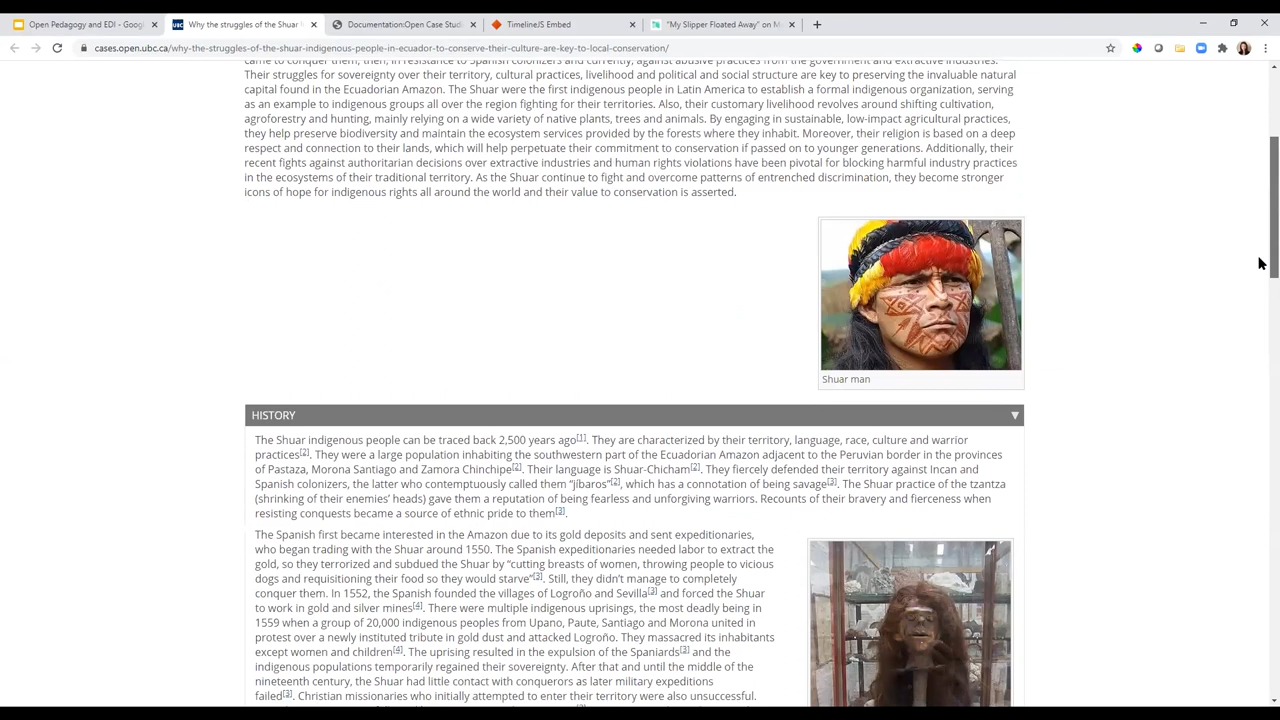 Open Pedagogy and EDI - Googl
Why the struggles of the Shuar I
Documentation:Open Case Studi
TimelineJS Embed
"My Slipper Floated Away" on M
cases.open.ubc.ca/why-the-struggles-of-the-shuar-indigenous-people-in-ecuador-to-conserve-their-culture-are-key-to-local-conservation/
came to conquer them, then, in resistance to Spanish colonizers and currently, against abusive practices from the government and extractive industries.
Their struggles for sovereignty over their territory, cultural practices, livelihood and political and social structure are key to preserving the invaluable natural
capital found in the Ecuadorian Amazon. The Shuar were the first indigenous people in Latin America to establish a formal indigenous organization, serving
as an example to indigenous groups all over the region fighting for their territories. Also, their customary livelihood revolves around shifting cultivation,
agroforestry and hunting, mainly relying on a wide variety of native plants, trees and animals. By engaging in sustainable, low-impact agricultural practices,
they help preserve biodiversity and maintain the ecosystem services provided by the forests where they inhabit. Moreover, their religion is based on a deep
respect and connection to their lands, which will help perpetuate their commitment to conservation if passed on to younger generations. Additionally, their
recent fights against authoritarian decisions over extractive industries and human rights violations have been pivotal for blocking harmful industry practices
in the ecosystems of their traditional territory. As the Shuar continue to fight and overcome patterns of entrenched discrimination, they become stronger
icons of hope for indigenous rights all around the world and their value to conservation is asserted.
Shuar man
HISTORY
The Shuar indigenous people can be traced back 2,500 years ago[1]. They are characterized by their territory, language, race, culture and warrior
practices[2]. They were a large population inhabiting the southwestern part of the Ecuadorian Amazon adjacent to the Peruvian border in the provinces
of Pastaza, Morona Santiago and Zamora Chinchipe[2]. Their language is Shuar-Chicham[2]. They fiercely defended their territory against Incan and
Spanish colonizers, the latter who contemptuously called them "jíbaros"[2], which has a connotation of being savage[3]. The Shuar practice of the tzantza
(shrinking of their enemies' heads) gave them a reputation of being fearless and unforgiving warriors. Recounts of their bravery and fierceness when
resisting conquests became a source of ethnic pride to them[3].
The Spanish first became interested in the Amazon due to its gold deposits and sent expeditionaries,
who began trading with the Shuar around 1550. The Spanish expeditionaries needed labor to extract the
gold, so they terrorized and subdued the Shuar by "cutting breasts of women, throwing people to vicious
dogs and requisitioning their food so they would starve"[3]. Still, they didn't manage to completely
conquer them. In 1552, the Spanish founded the villages of Logroño and Sevilla[3] and forced the Shuar
to work in gold and silver mines[4]. There were multiple indigenous uprisings, the most deadly being in
1559 when a group of 20,000 indigenous peoples from Upano, Paute, Santiago and Morona united in
protest over a newly instituted tribute in gold dust and attacked Logroño. They massacred its inhabitants
except women and children[4]. The uprising resulted in the expulsion of the Spaniards[3] and the
indigenous populations temporarily regained their sovereignty. After that and until the middle of the
nineteenth century, the Shuar had little contact with conquerors as later military expeditions
failed[3]. Christian missionaries who initially attempted to enter their territory were also unsuccessful.